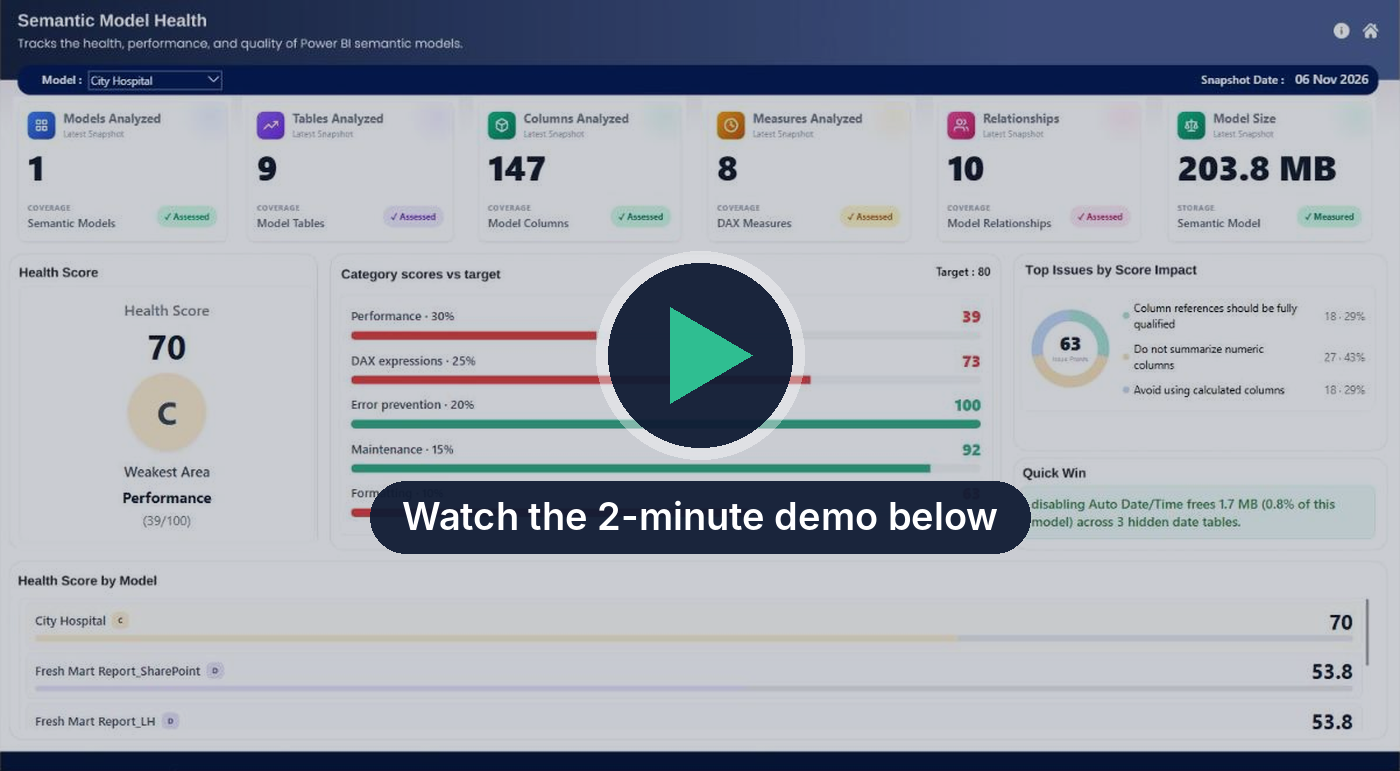 Semantic Model Health
Tracks the health, performance, and quality of Power BI semantic models.
Model : City Hospital
Snapshot Date : 06 Nov 2026
Models Analyzed
Latest Snapshot
1
COVERAGE
Semantic Models
✓ Assessed
Tables Analyzed
Latest Snapshot
9
COVERAGE
Model Tables
✓ Assessed
Columns Analyzed
Latest Snapshot
147
COVERAGE
Model Columns
✓ Assessed
Measures Analyzed
Latest Snapshot
8
COVERAGE
DAX Measures
✓ Assessed
Relationships
Latest Snapshot
10
COVERAGE
Model Relationships
✓ Assessed
Model Size
Latest Snapshot
203.8 MB
STORAGE
Semantic Model
✓ Measured
Health Score
Health Score
70
C
Weakest Area
Performance
(39/100)
Category scores vs target
Target : 80
Performance · 30%
39
DAX expressions · 25%
73
Error prevention · 20%
100
Maintenance · 15%
92
Watch the 2-minute demo below
Top Issues by Score Impact
63
Issue Points
Column references should be fully
qualified
18 · 29%
Do not summarize numeric
columns
27 · 43%
Avoid using calculated columns
18 · 29%
Quick Win
disabling Auto Date/Time frees 1.7 MB (0.8% of this
model) across 3 hidden date tables.
Health Score by Model
City Hospital C
70
Fresh Mart Report_SharePoint D
53.8
Fresh Mart Report_LH D
53.8